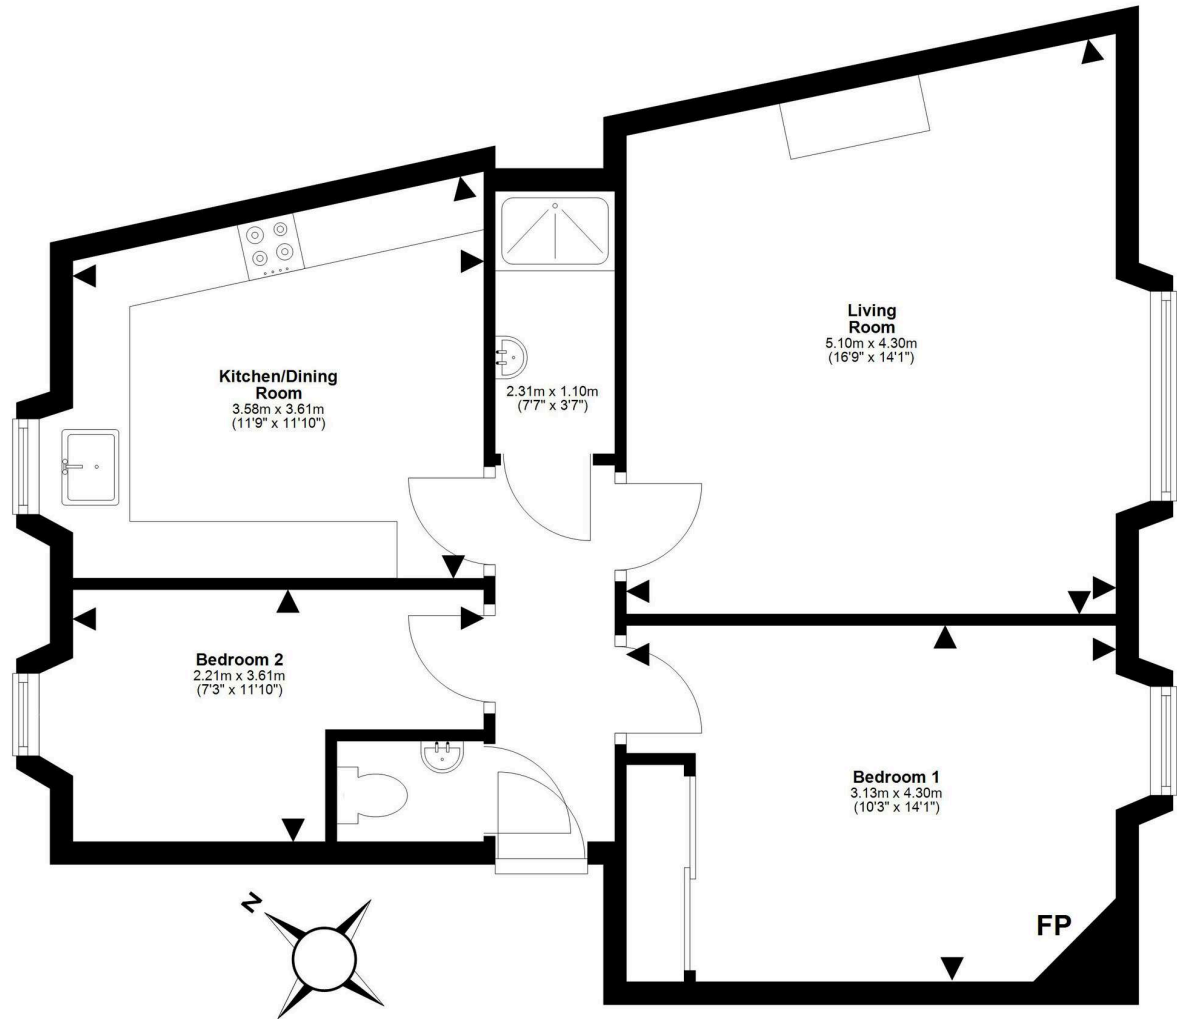 Living
Room
5.10m x 4.30m
(16'9" x 14'1")
Kitchen/Dining
Room
3.58m x 3.61m
(11'9" x 11'10")
2.31m x 1.10m
(7'7" x 3'7")
Bedroom 2
2.21m x 3.61m
(7'3" x 11'10")
Bedroom 1
3.13m x 4.30m
(10'3" x 14'1")
FP
N